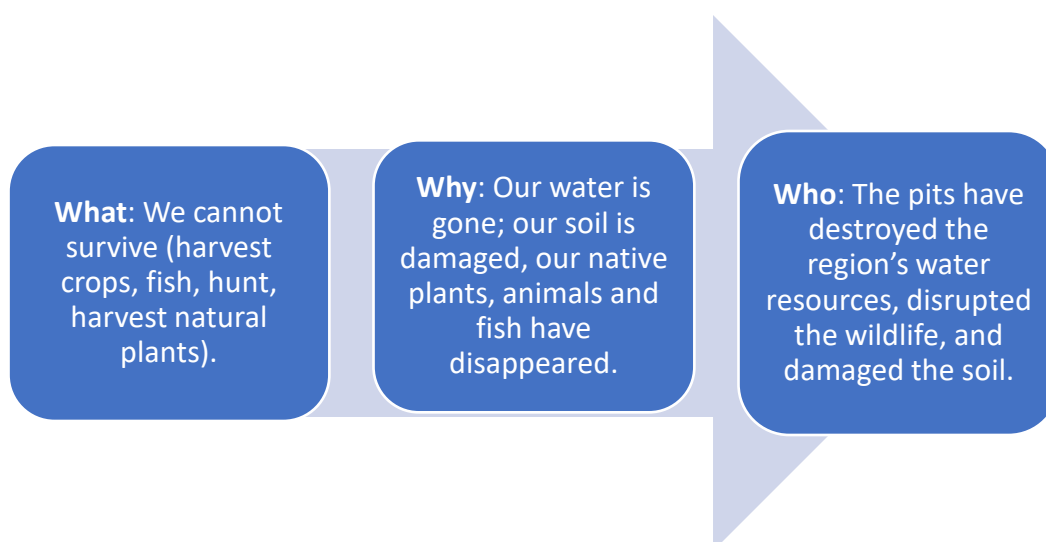 What: We cannot
survive (harvest
crops, fish, hunt,
harvest natural
plants).
Why: Our water is
gone; our soil is
damaged, our native
plants, animals and
fish have
disappeared.
Who: The pits have
destroyed the
region’s water
resources, disrupted
the wildlife, and
damaged the soil.